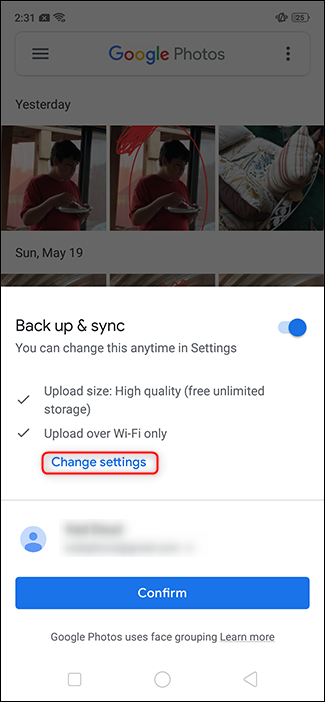 2:31
25
Google Photos
Yesterday
Sun, May 19
Back up & sync
You can change this anytime in Settings
Upload size: High quality (free unlimited
storage)
Upload over Wi-Fi only
Change settings
Confirm
Google Photos uses face grouping Learn more